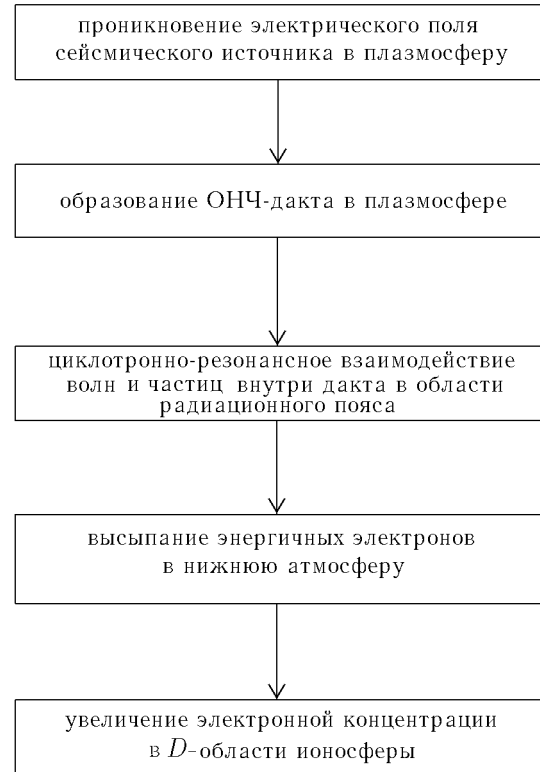 проникновение электрического поля
сейсмического источника в плазмосферу
образование ОНЧ-дакта в плазмосфере
циклотронно-резонансное взаимодействие
волн и частиц внутри дакта в области
радиационного пояса
высыпание энергичных электронов
в нижнюю атмосферу
увеличение электронной концентрации
в D-области ионосферы